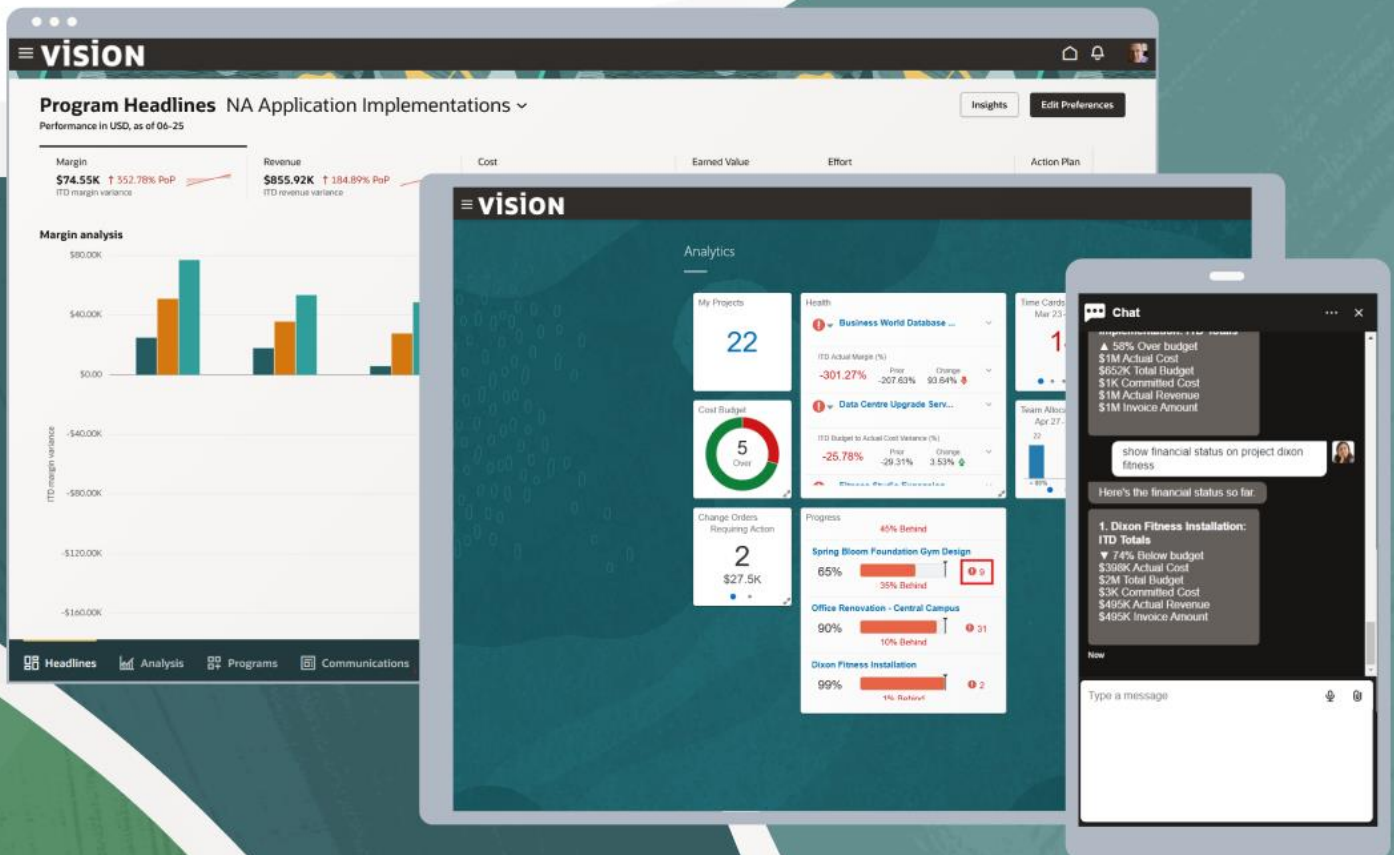 vision
Program Headlines NA Application Implementations
Performance in USD, as of 06-25
Insights
Edit Preferences
Margin
$74.55K ↑ 352.78% PoP
ITD margin variance
Revenue
$855.92K ↑ 184.89% PoP
ITD revenue variance
Cost
Earned Value
Effort
Action Plan
Margin analysis
$80.00K
$40.00K
$0.00
-$40.00K
-$80.00K
-$120.00K
-$160.00K
ITD margin variance
Headlines
Analysis
Programs
Communications
vision
Analytics
My Projects
22
Cost Budget
5
Over
Change Orders
Requiring Action
2
$27.5K
Health
Business World Database ...
ITD Actual Margin (%)
Prior Change
-301.27% -207.63% 93.64%
Data Centre Upgrade Serv...
ITD Budget to Actual Cost Variance (%)
Prior Change
-25.78% -29.31% 3.53%
Progress
45% Behind
Spring Bloom Foundation Gym Design
65% 9
35% Behind
Office Renovation - Central Campus
90% 31
10% Behind
Dixon Fitness Installation
99% 2
1% Behind
Time Cards
Mar 23-
Apr 27-
22
Chat
▲ 58% Over budget
$1M Actual Cost
$652K Total Budget
$1K Committed Cost
$1M Actual Revenue
$1M Invoice Amount
show financial status on project dixon
fitness
Here's the financial status so far.
1. Dixon Fitness Installation:
ITD Totals
▼ 74% Below budget
$398K Actual Cost
$2M Total Budget
$3K Committed Cost
$495K Actual Revenue
$495K Invoice Amount
Now
Type a message